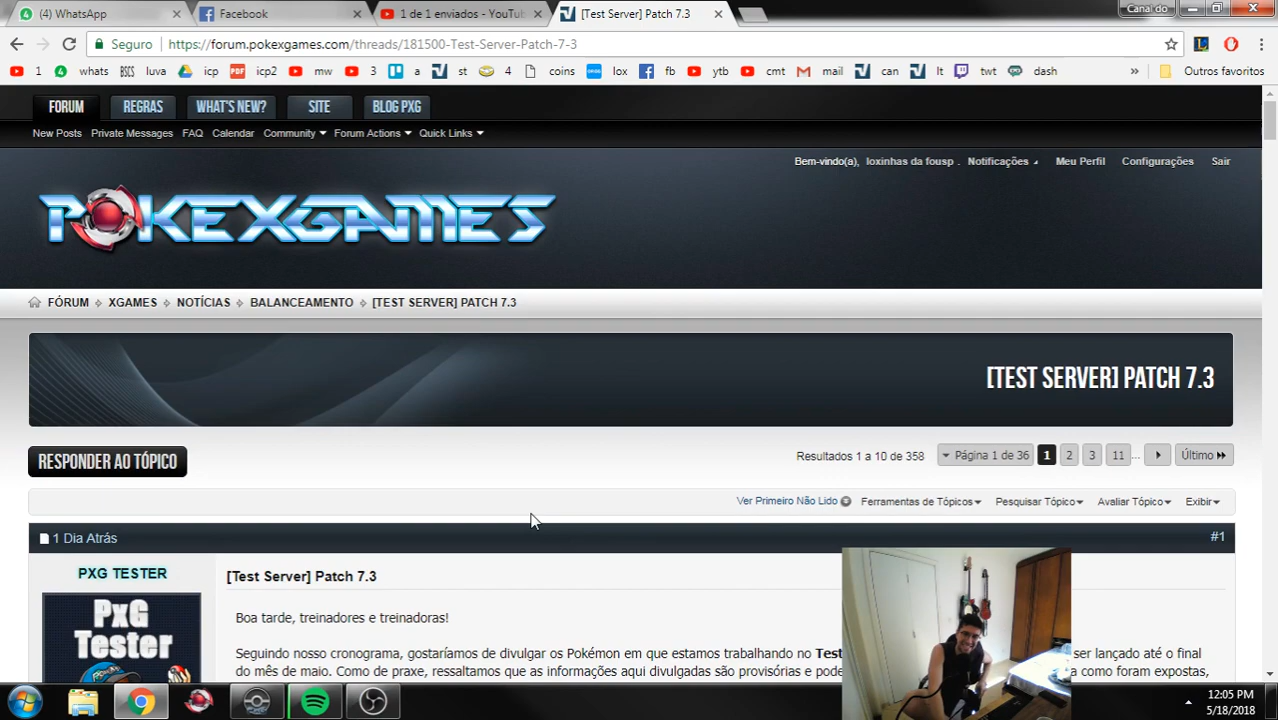 (4) WhatsApp
Facebook
1 de 1 enviados - YouTu
[Test Server] Patch 7.3
Canal do
Seguro
https://forum.pokexgames.com/threads/181500-Test-Server-Patch-7-3
1 whats BSCS luva icp PDF icp2 mw 3 a st 4 coins lox fb ytb cmt mail can lt twt dash » Outros favoritos
FORUM REGRAS WHAT'S NEW? SITE BLOG PXG
New Posts Private Messages FAQ Calendar Community Forum Actions Quick Links
Bem-vindo(a), loxinhas da fousp . Notificações Meu Perfil Configurações Sair
POKEXGAMES
FÓRUM XGAMES NOTÍCIAS BALANCEAMENTO [TEST SERVER] PATCH 7.3
[TEST SERVER] PATCH 7.3
RESPONDER AO TÓPICO
Resultados 1 a 10 de 358 Página 1 de 36 1 2 3 11 ... Último
Ver Primeiro Não Lido Ferramentas de Tópicos Pesquisar Tópico Avaliar Tópico Exibir
1 Dia Atrás #1
PXG TESTER
[Test Server] Patch 7.3
PxG
Tester
Boa tarde, treinadores e treinadoras!
Seguindo nosso cronograma, gostaríamos de divulgar os Pokémon em que estamos trabalhando no Test ser lançado até o final
do mês de maio. Como de praxe, ressaltamos que as informações aqui divulgadas são provisórias e pode a como foram expostas,
12:05 PM
5/18/2018